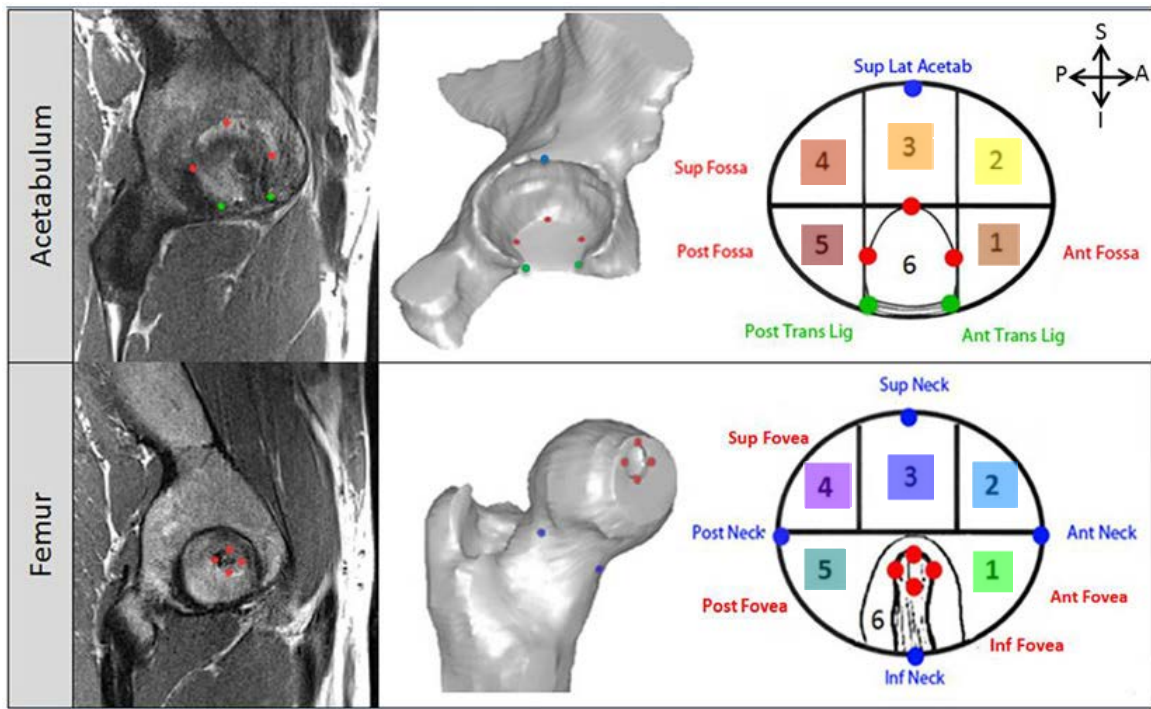 Acetabulum
S
P A
I
Sup Lat Acetab
4 3 2
Sup Fossa
5 1
Post Fossa
Ant Fossa
6
Post Trans Lig
Ant Trans Lig
Femur
Sup Neck
Sup Fovea
4 3 2
Post Neck
Ant Neck
5 1
Post Fovea
Ant Fovea
6
Inf Fovea
Inf Neck